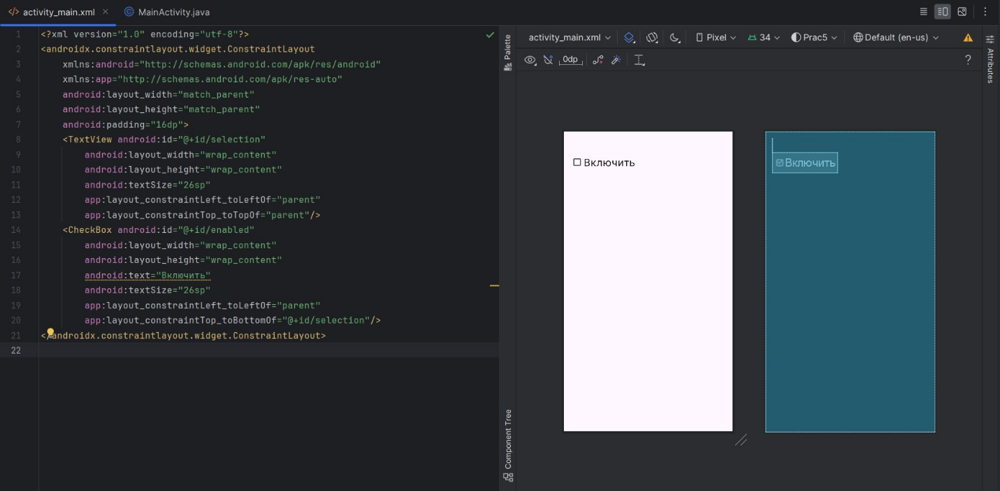 activity_main.xml
MainActivity.java
1 <?xml version="1.0" encoding="utf-8"?>
2 <androidx.constraintlayout.widget.ConstraintLayout
3 xmlns:android="http://schemas.android.com/apk/res/android"
4 xmlns:app="http://schemas.android.com/apk/res-auto"
5 android:layout_width="match_parent"
6 android:layout_height="match_parent"
7 android:padding="16dp">
8 <TextView android:id="@+id/selection"
9 android:layout_width="wrap_content"
10 android:layout_height="wrap_content"
11 android:textSize="26sp"
12 app:layout_constraintLeft_toLeftOf="parent"
13 app:layout_constraintTop_toTopOf="parent"/>
14 <CheckBox android:id="@+id/enabled"
15 android:layout_width="wrap_content"
16 android:layout_height="wrap_content"
17 android:text="Включить"
18 android:textSize="26sp"
19 app:layout_constraintLeft_toLeftOf="parent"
20 app:layout_constraintTop_toBottomOf="@+id/selection"/>
21 </androidx.constraintlayout.widget.ConstraintLayout>
22
Palette
Component Tree
activity_main.xml
Pixel
34
Prac5
Default (en-us)
0dp
?
Включить
Включить
Attributes